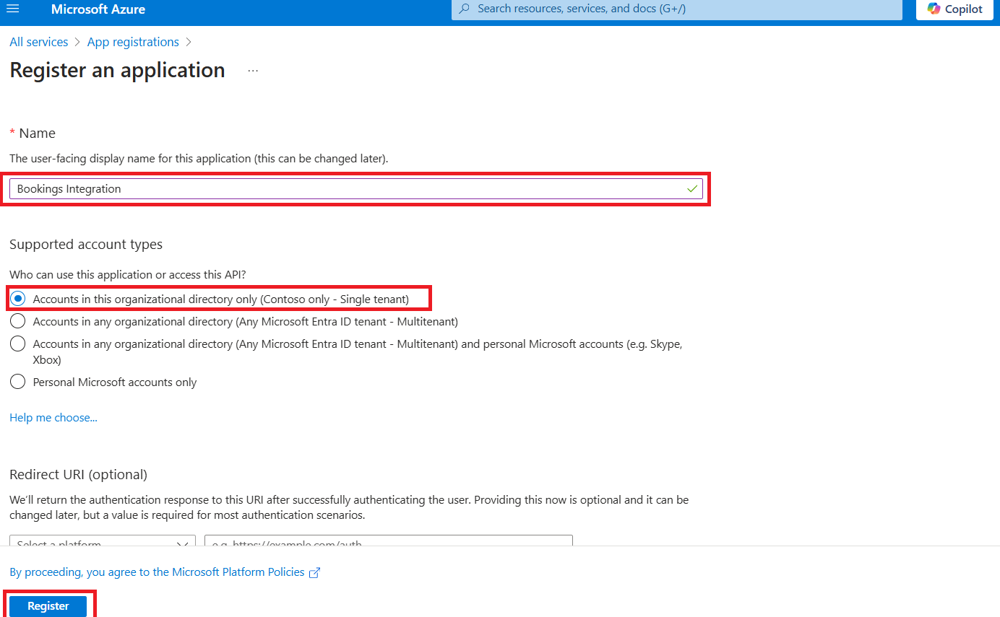 Microsoft Azure
Search resources, services, and docs (G+/)
Copilot
All services > App registrations >
Register an application ...
* Name
The user-facing display name for this application (this can be changed later).
Bookings Integration
Supported account types
Who can use this application or access this API?
Accounts in this organizational directory only (Contoso only - Single tenant)
Accounts in any organizational directory (Any Microsoft Entra ID tenant - Multitenant)
Accounts in any organizational directory (Any Microsoft Entra ID tenant - Multitenant) and personal Microsoft accounts (e.g. Skype,
Xbox)
Personal Microsoft accounts only
Help me choose...
Redirect URI (optional)
We'll return the authentication response to this URI after successfully authenticating the user. Providing this now is optional and it can be
changed later, but a value is required for most authentication scenarios.
Select a platform
e.g. https://example.com/auth
By proceeding, you agree to the Microsoft Platform Policies
Register